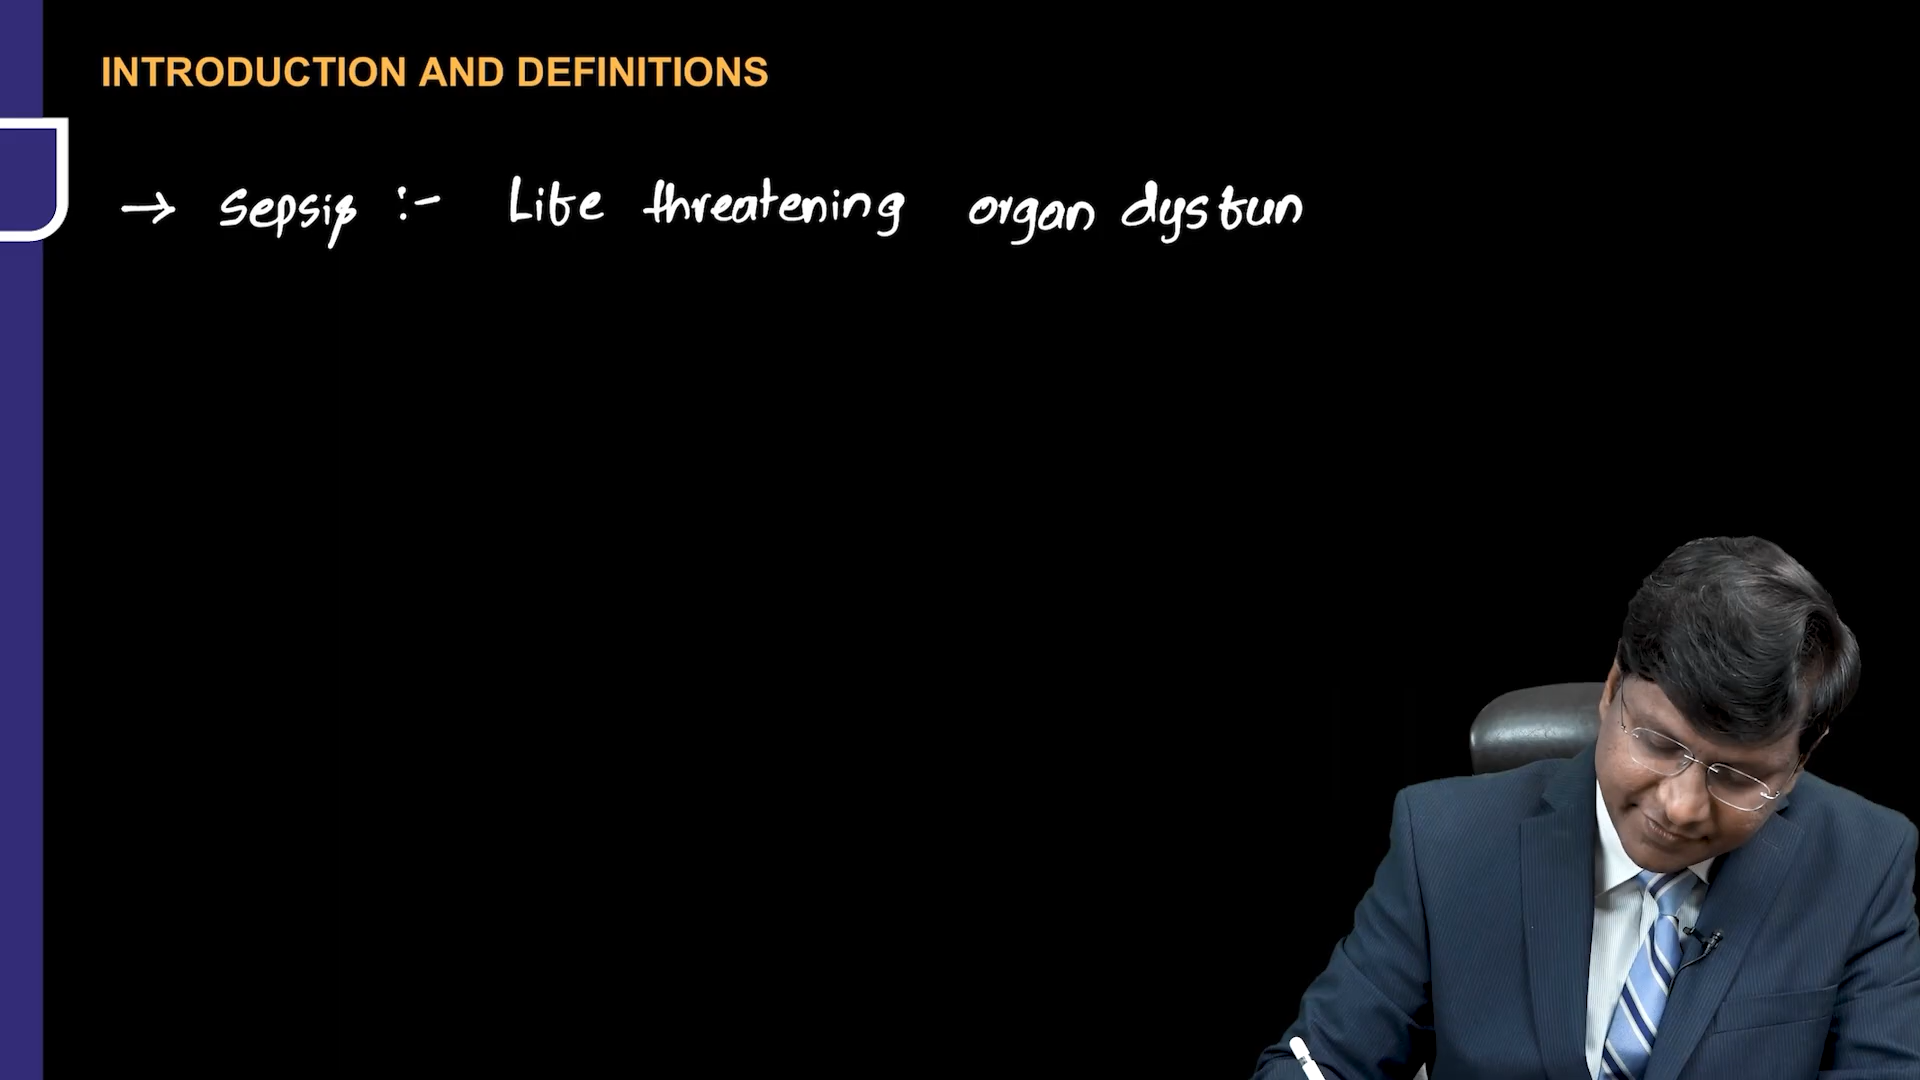 INTRODUCTION AND DEFINITIONS
→ Sepsis :- Life threatening organ dysfun